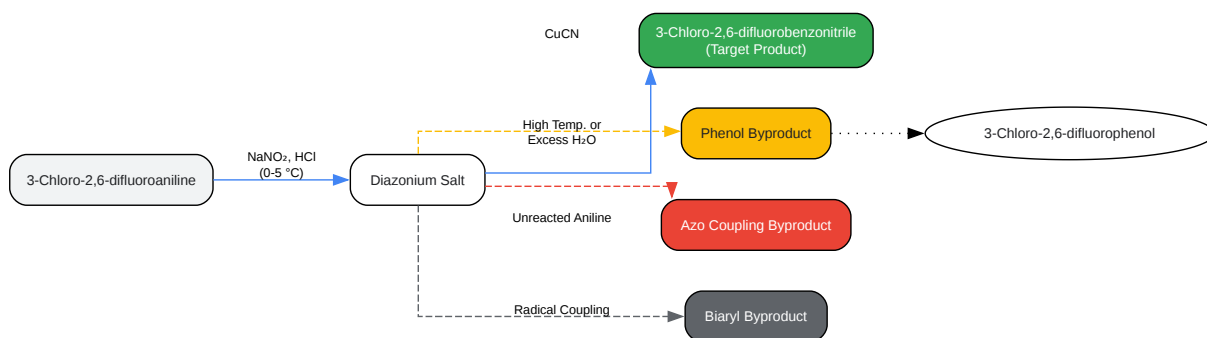 CuCN
3-Chloro-2,6-difluorobenzonitrile
(Target Product)
High Temp. or
Excess H₂O
Phenol Byproduct
3-Chloro-2,6-difluorophenol
NaNO₂, HCl
(0-5 °C)
3-Chloro-2,6-difluoroaniline
Diazonium Salt
Unreacted Aniline
Azo Coupling Byproduct
Radical Coupling
Biaryl Byproduct